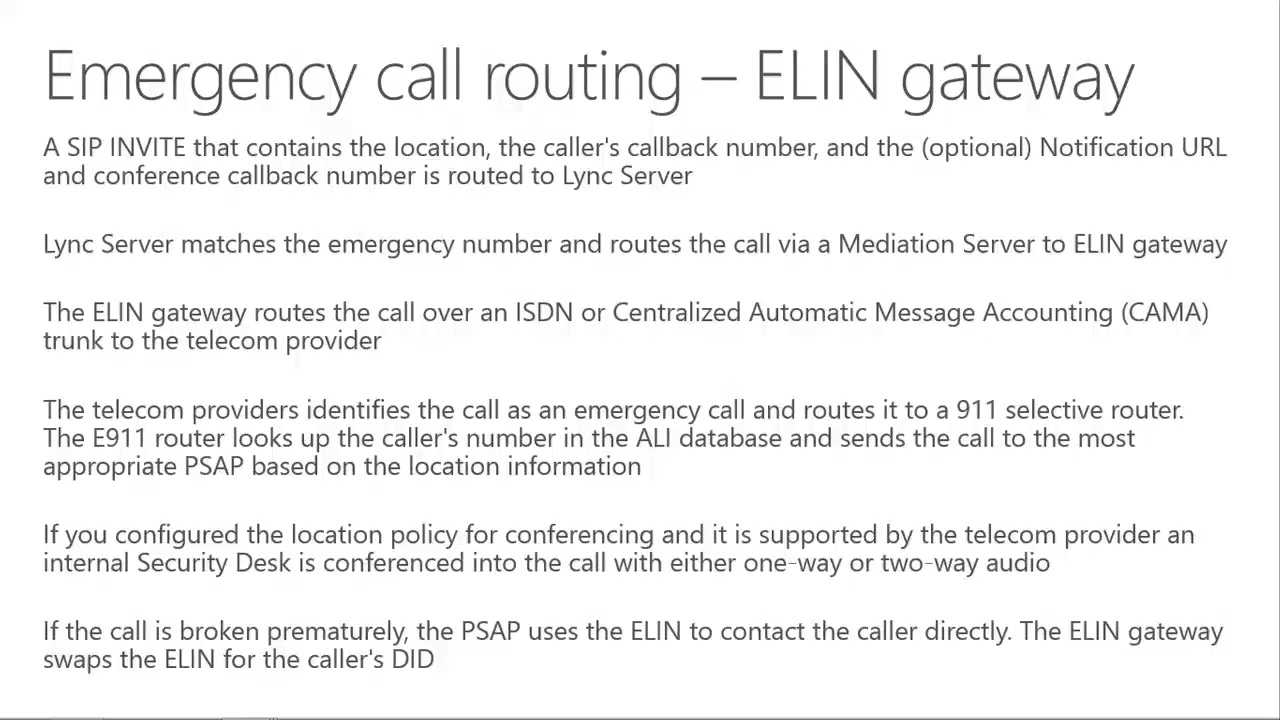 Emergency call routing – ELIN gateway
A SIP INVITE that contains the location, the caller's callback number, and the (optional) Notification URL
and conference callback number is routed to Lync Server
Lync Server matches the emergency number and routes the call via a Mediation Server to ELIN gateway
The ELIN gateway routes the call over an ISDN or Centralized Automatic Message Accounting (CAMA)
trunk to the telecom provider
The telecom providers identifies the call as an emergency call and routes it to a 911 selective router.
The E911 router looks up the caller's number in the ALI database and sends the call to the most
appropriate PSAP based on the location information
If you configured the location policy for conferencing and it is supported by the telecom provider an
internal Security Desk is conferenced into the call with either one-way or two-way audio
If the call is broken prematurely, the PSAP uses the ELIN to contact the caller directly. The ELIN gateway
swaps the ELIN for the caller's DID